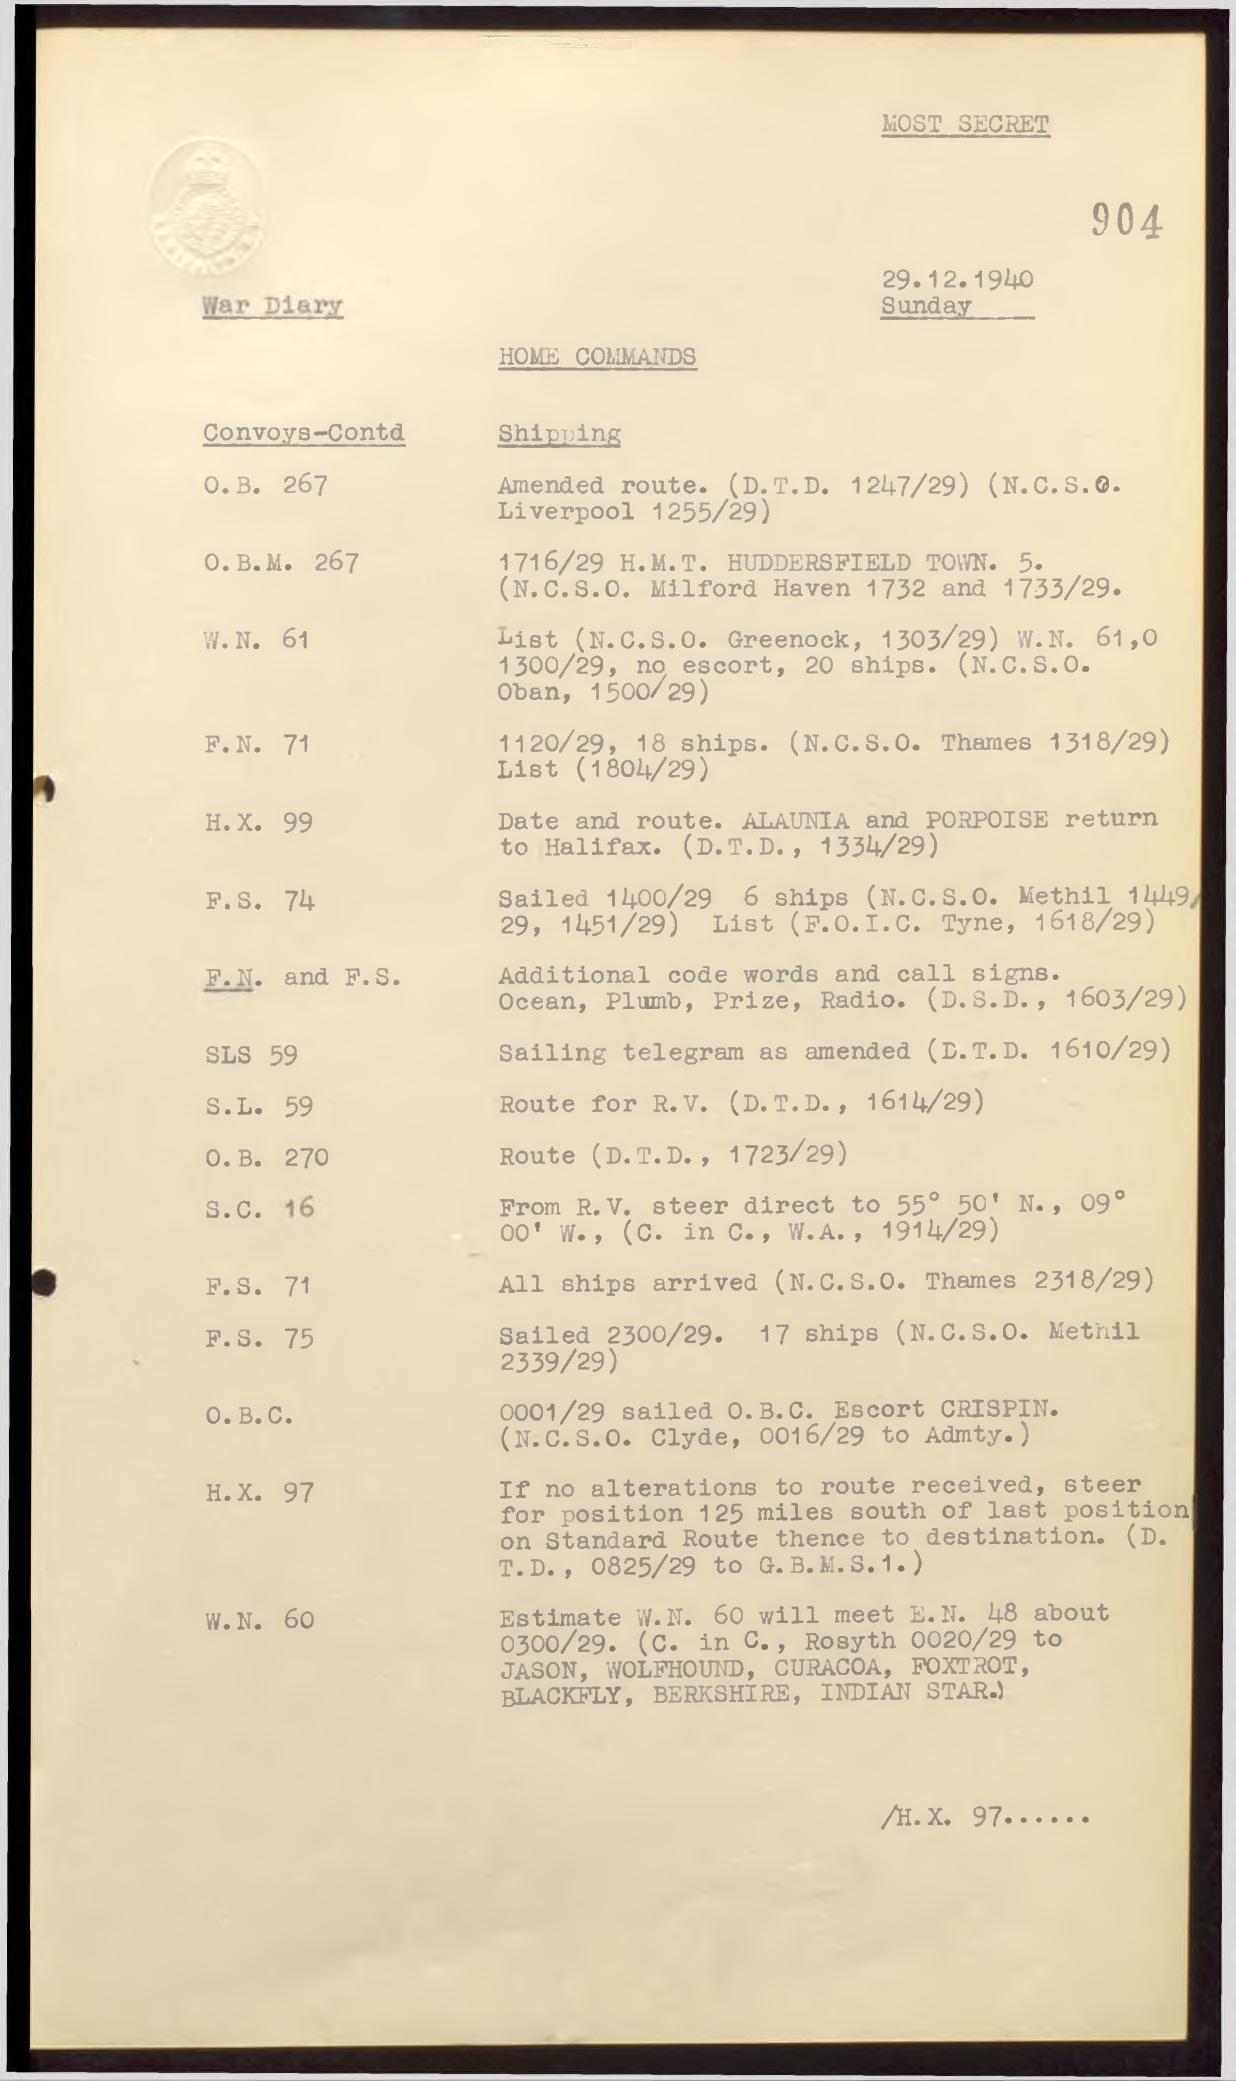 MOST SECRET
904
29.12.1940
War Diary Sunday
HOME COMMANDS
Convoys-Contd Shipping
O.B. 267 Amended route. (D.T.D. 1247/29) (N.C.S.O.
Liverpool 1255/29)
O.B.M. 267 1716/29 H.M.T. HUDDERSFIELD TOWN. 5.
(N.C.S.O. Milford Haven 1732 and 1733/29.
W.N. 61 List (N.C.S.O. Greenock, 1303/29) W.N. 61,0
1300/29, no escort, 20 ships. (N.C.S.O.
Oban, 1500/29)
F.N. 71 1120/29, 18 ships. (N.C.S.O. Thames 1318/29)
List (1804/29)
H.X. 99 Date and route. ALAUNIA and PORPOISE return
to Halifax. (D.T.D., 1334/29)
F.S. 74 Sailed 1400/29 6 ships (N.C.S.O. Methil 1449/
29, 1451/29) List (F.O.I.C. Tyne, 1618/29)
F.N. and F.S. Additional code words and call signs.
Ocean, Plumb, Prize, Radio. (D.S.D., 1603/29)
SLS 59 Sailing telegram as amended (D.T.D. 1610/29)
S.L. 59 Route for R.V. (D.T.D., 1614/29)
O.B. 270 Route (D.T.D., 1723/29)
S.C. 16 From R.V. steer direct to 55° 50' N., 09°
00' W., (C. in C., W.A., 1914/29)
F.S. 71 All ships arrived (N.C.S.O. Thames 2318/29)
F.S. 75 Sailed 2300/29. 17 ships (N.C.S.O. Methil
2339/29)
O.B.C. 0001/29 sailed O.B.C. Escort CRISPIN.
(N.C.S.O. Clyde, 0016/29 to Admty.)
H.X. 97 If no alterations to route received, steer
for position 125 miles south of last position
on Standard Route thence to destination. (D.
T.D., 0825/29 to G.B.M.S.1.)
W.N. 60 Estimate W.N. 60 will meet E.N. 48 about
0300/29. (C. in C., Rosyth 0020/29 to
JASON, WOLFHOUND, CURACOA, FOXTROT,
BLACKFLY, BERKSHIRE, INDIAN STAR.)
/H.X. 97......